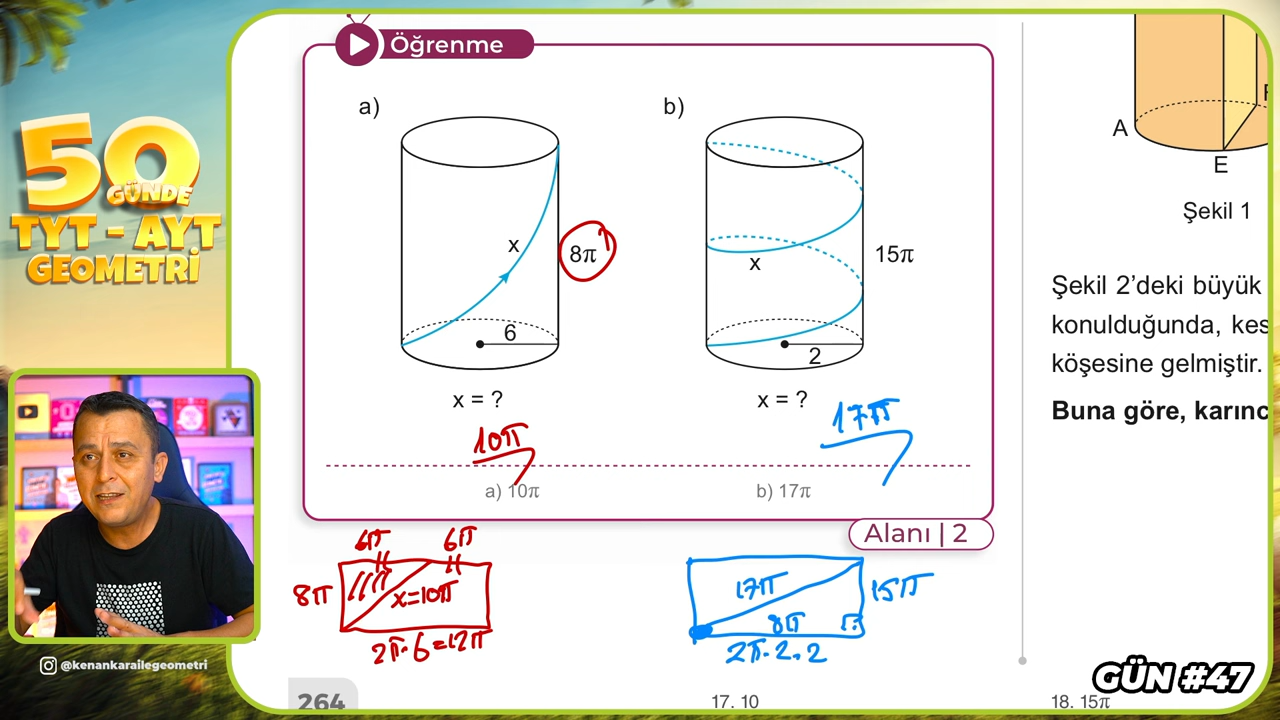 50
GÜNDE
TYT - AYT
GEOMETRİ
Öğrenme
a)
b)
x
8π
6
x = ?
10π
a) 10π
x
15π
2
x = ?
17π
b) 17π
Alanı | 2
6π 6π
8π
x=10π
2π·6=12π
17π
15π
8π
2π·2·2
A
E
Şekil 1
Şekil 2’deki büyük
konulduğunda, kes
köşesine gelmiştir.
Buna göre, karınc
@kenankarailegeometri
264
17. 10
18. 15π
GÜN #47